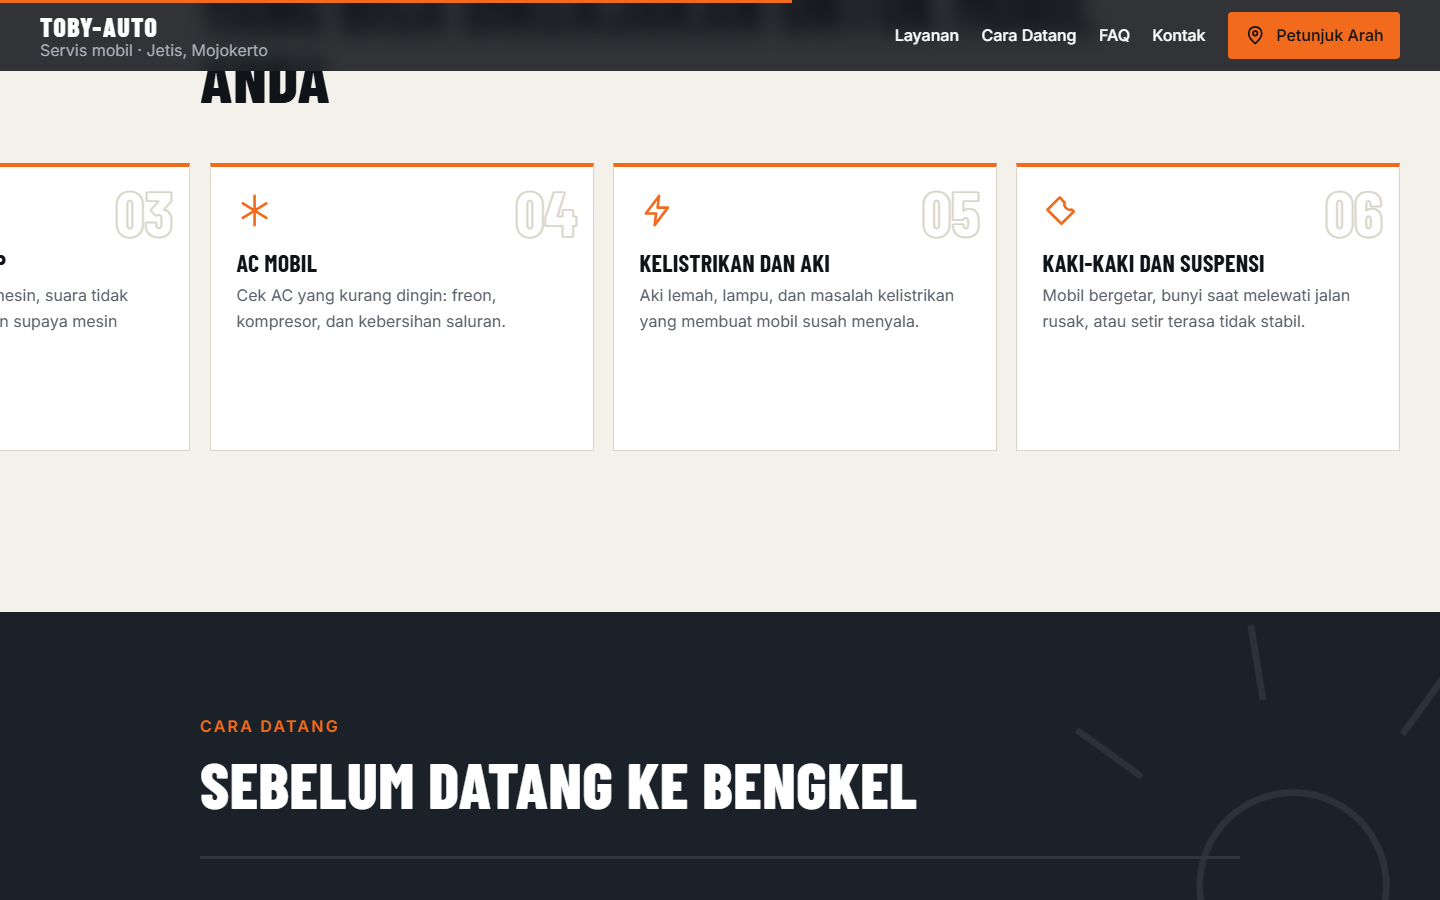 TOBY-AUTO
Servis mobil · Jetis, Mojokerto
Layanan
Cara Datang
FAQ
Kontak
Petunjuk Arah
ANDA
03
nesin, suara tidak
n supaya mesin
04
AC MOBIL
Cek AC yang kurang dingin: freon,
kompresor, dan kebersihan saluran.
05
KELISTRIKAN DAN AKI
Aki lemah, lampu, dan masalah kelistrikan
yang membuat mobil susah menyala.
06
KAKI-KAKI DAN SUSPENSI
Mobil bergetar, bunyi saat melewati jalan
rusak, atau setir terasa tidak stabil.
CARA DATANG
SEBELUM DATANG KE BENGKEL